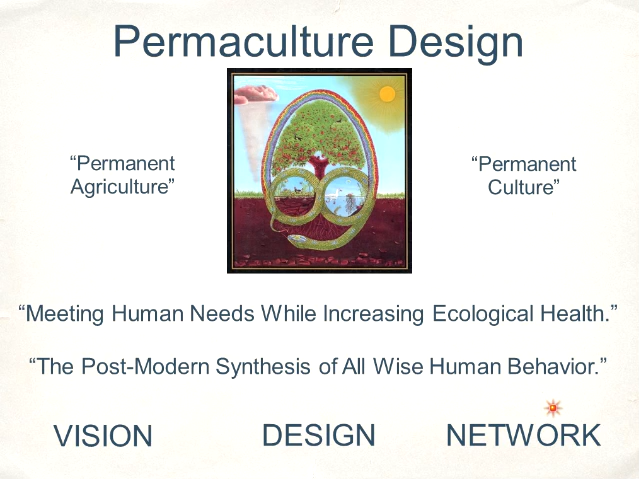 Permaculture Design
“Permanent
Agriculture”
“Permanent
Culture”
“Meeting Human Needs While Increasing Ecological Health.”
“The Post-Modern Synthesis of All Wise Human Behavior.”
VISION
DESIGN
NETWORK